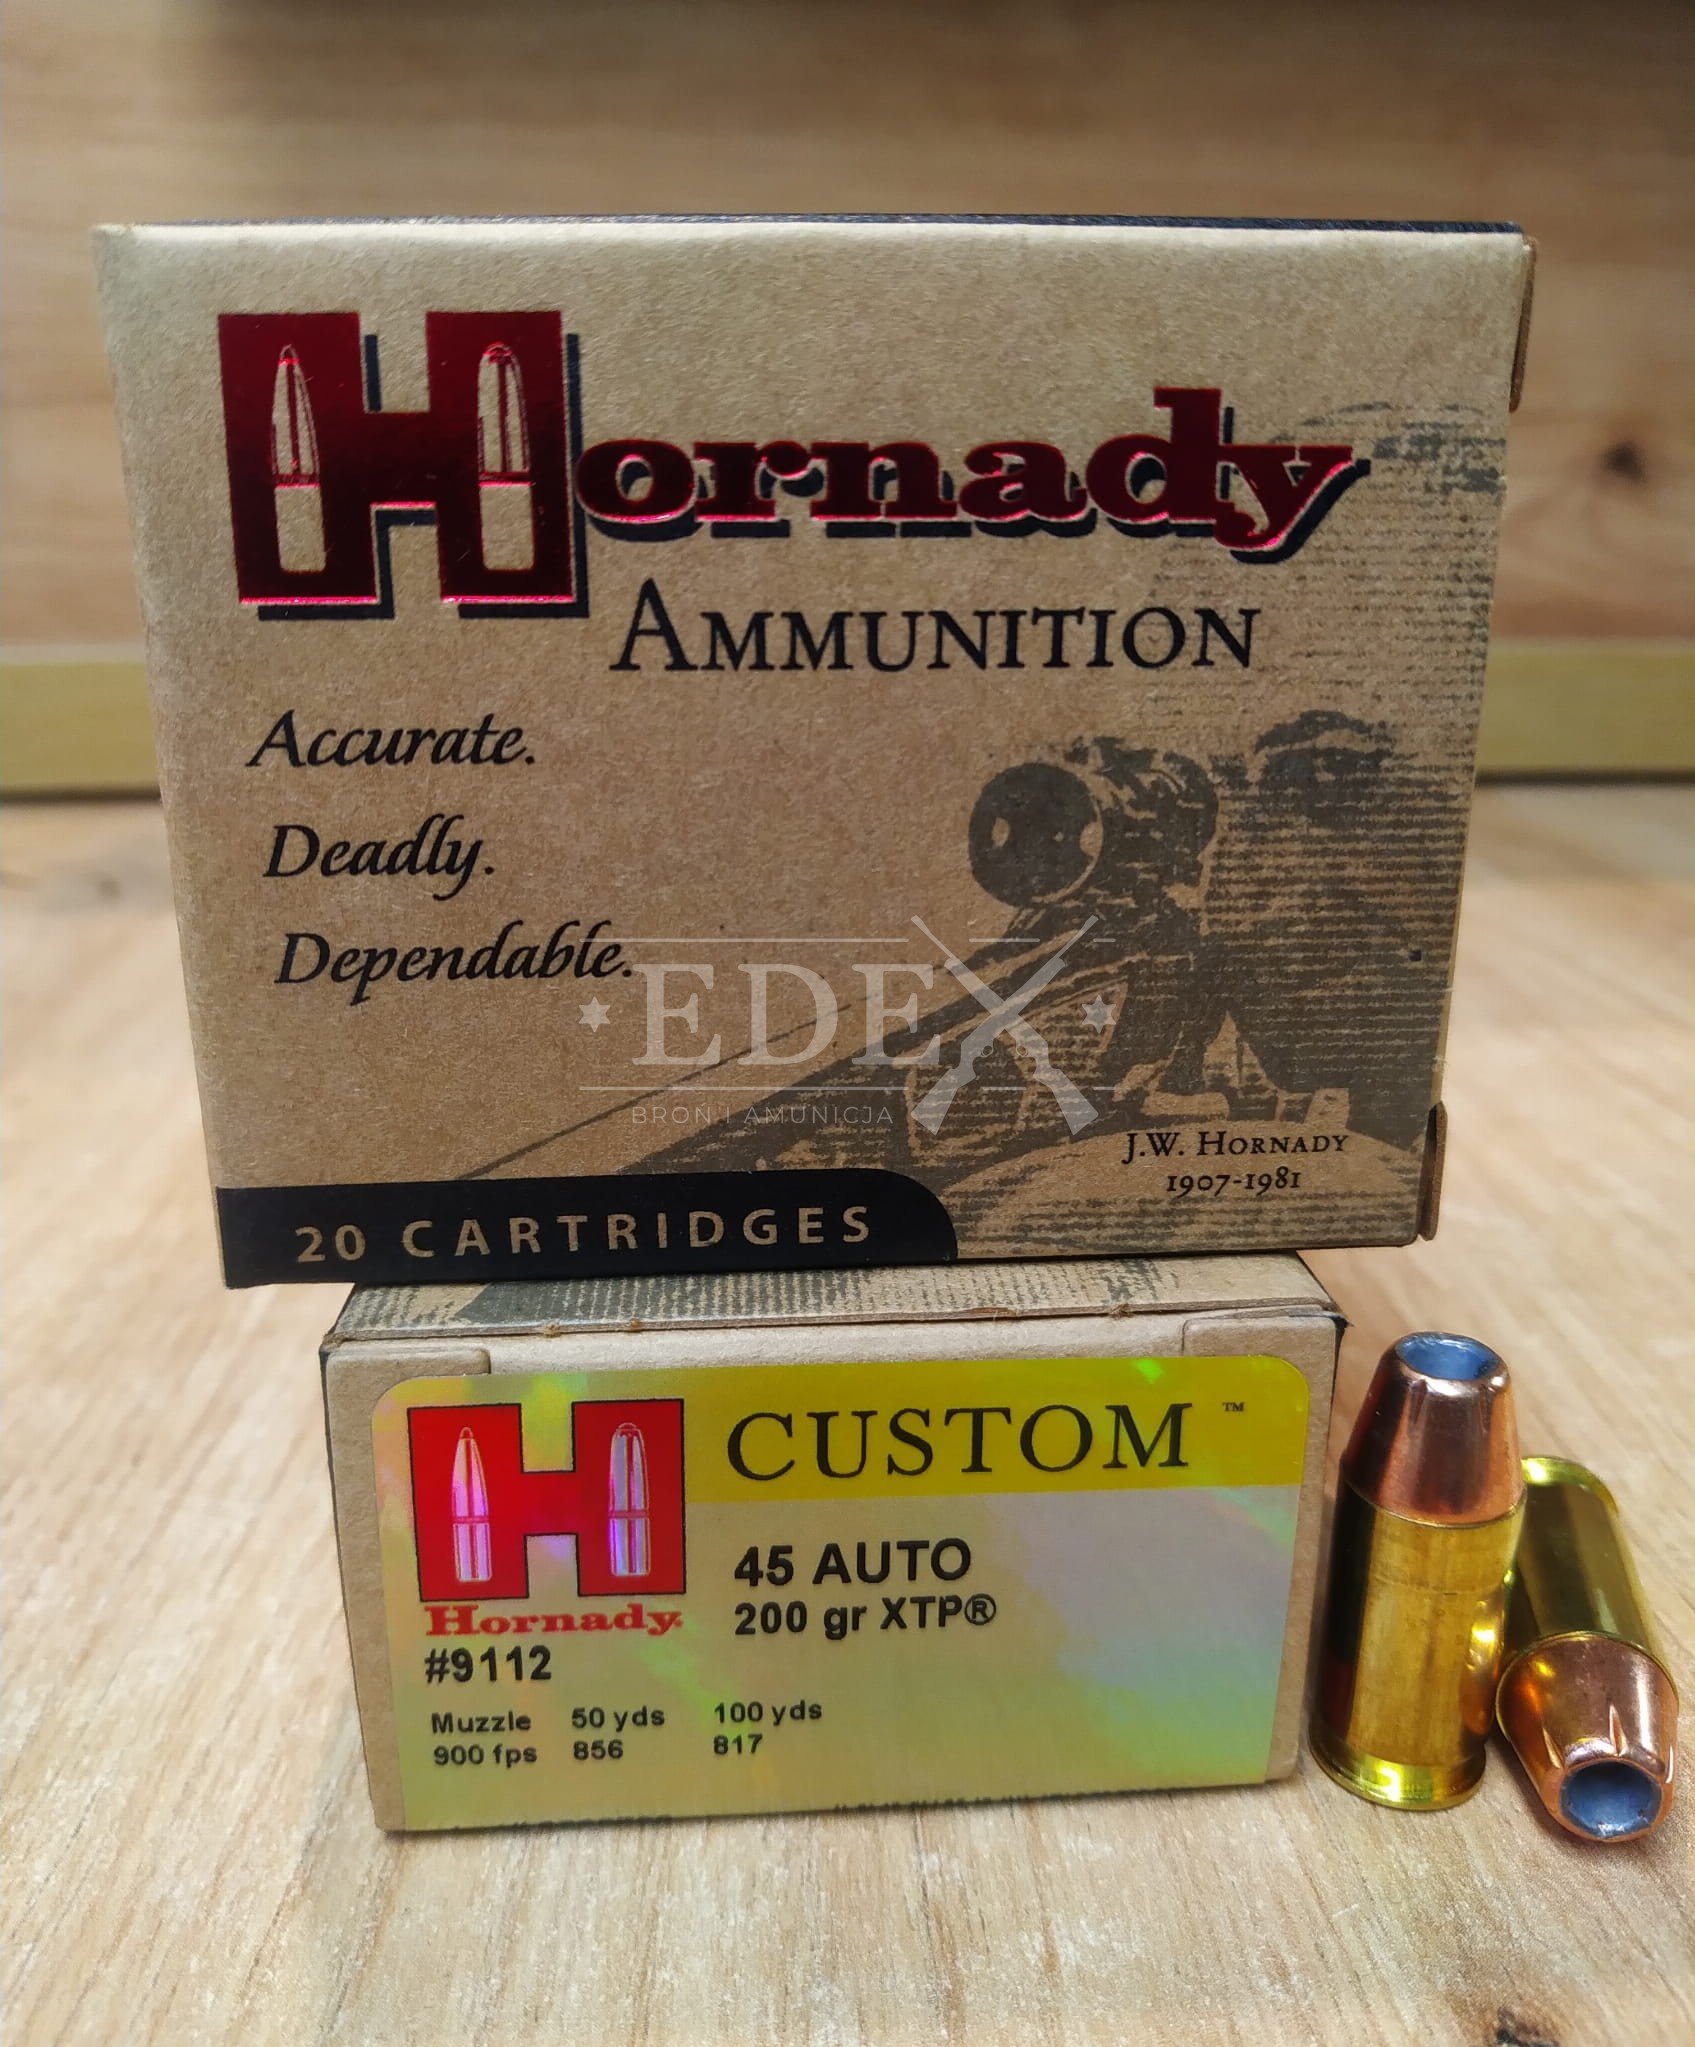 Hornady
AMMUNITION
Accurate.
Deadly.
Dependable.
EDEX
BROŃ I AMUNICJA
J.W. HORNADY
1907-1981
20 CARTRIDGES
CUSTOM™
Hornady
45 AUTO
200 gr XTP®
#9112
Muzzle 50 yds 100 yds
900 fps 856 817